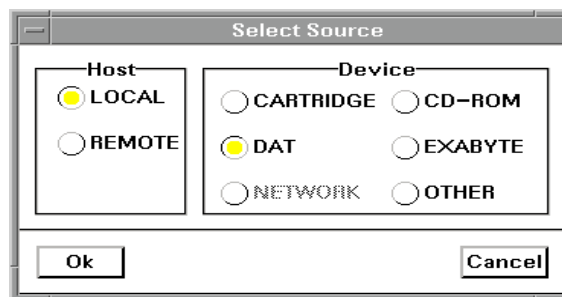 Select Source
Host
LOCAL
REMOTE
Device
CARTRIDGE CD-ROM
DAT EXABYTE
NETWORK OTHER
Ok Cancel